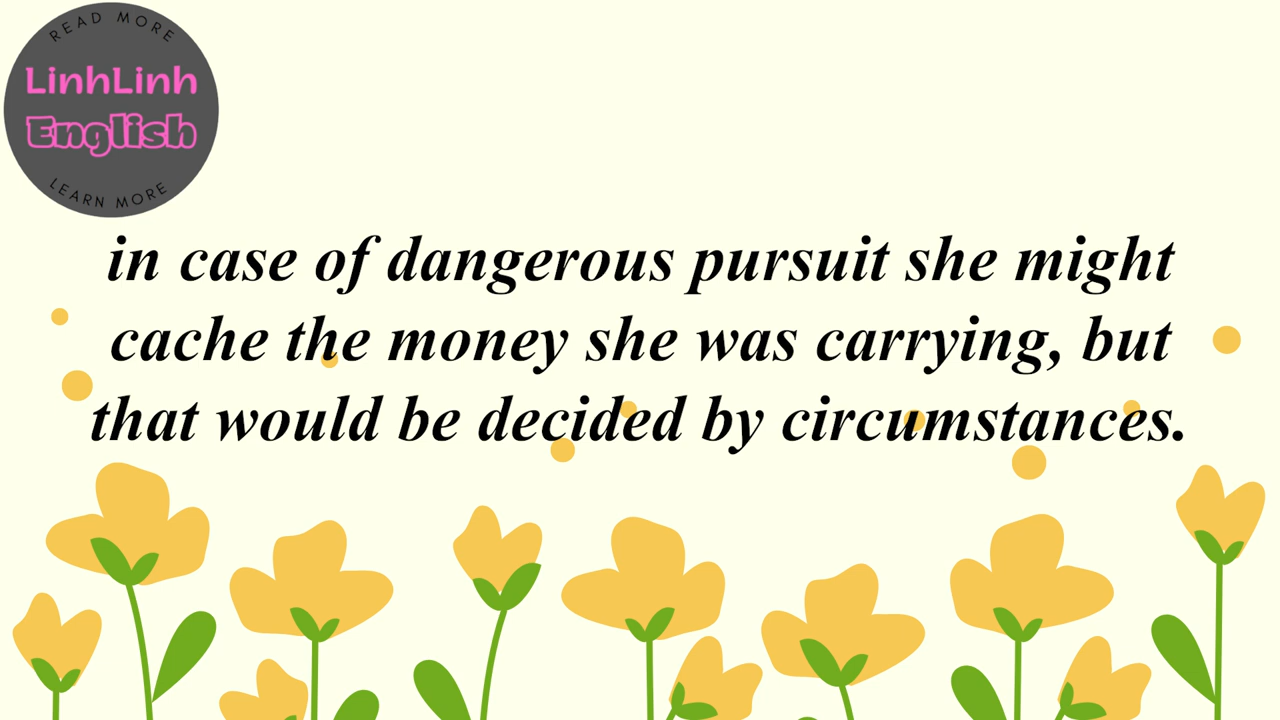 READ MORE
LinhLinh
English
LEARN MORE
in case of dangerous pursuit she might
cache the money she was carrying, but
that would be decided by circumstances.